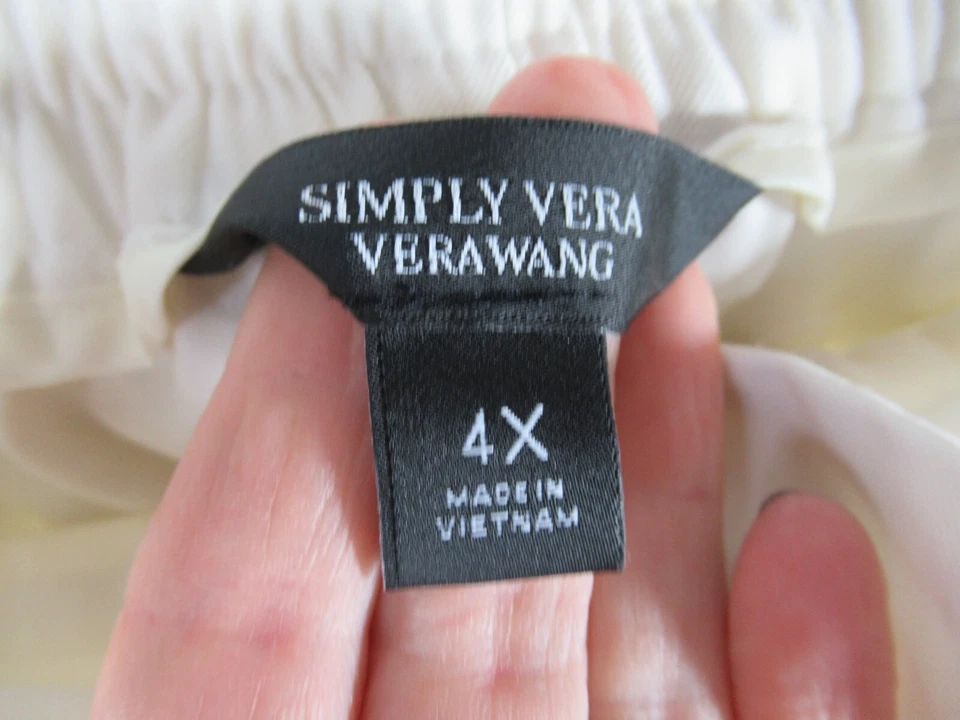 SIMPLY VERA
VERAWANG
4X
MADE IN
VIETNAM